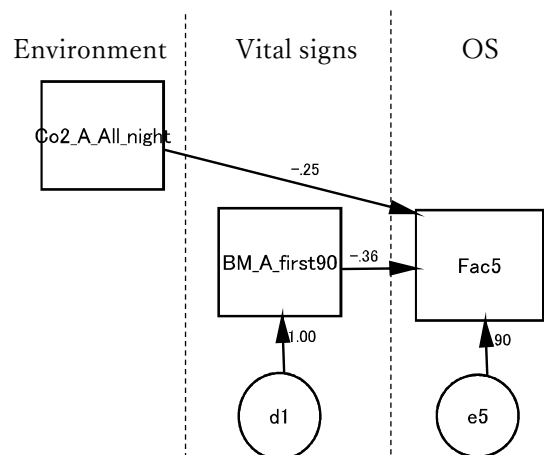 Environment
Vital signs
OS
Co2_A_All_night
-.25
BM_A_first90
-.36
Fac5
1.00
.90
d1
e5